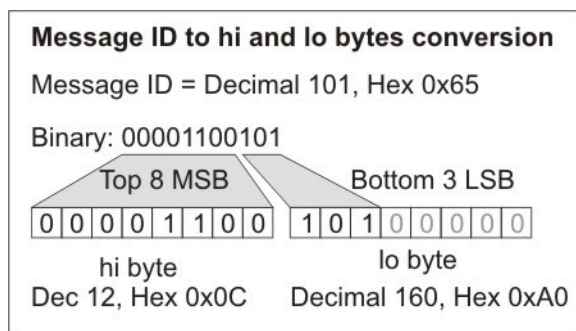 Message ID to hi and lo bytes conversion
Message ID = Decimal 101, Hex 0x65
Binary: 00001100101
Top 8 MSB Bottom 3 LSB
0 0 0 0 1 1 0 0 1 0 1 0 0 0 0 0
hi byte lo byte
Dec 12, Hex 0x0C Decimal 160, Hex 0xA0